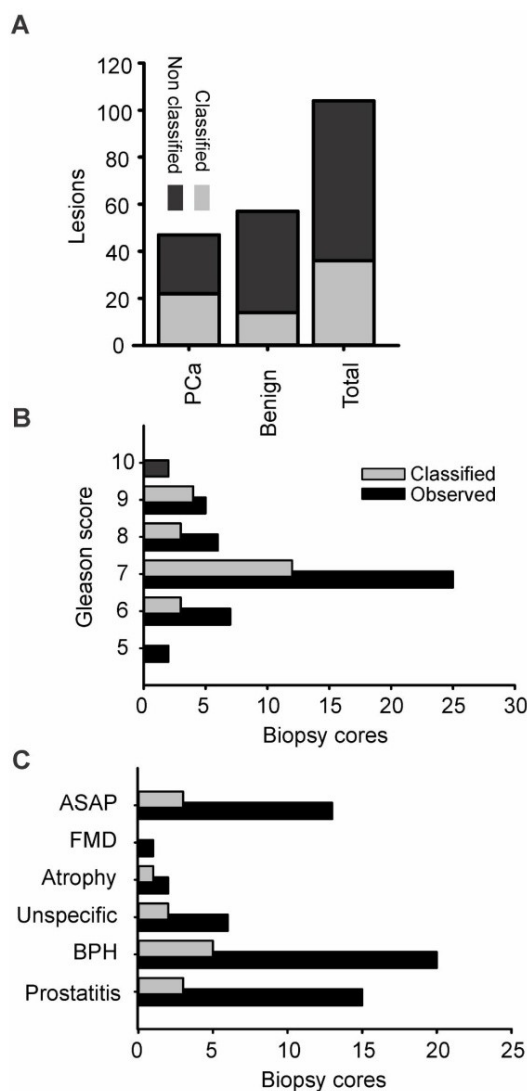 A
120
100
80
60
40
20
0
Lesions
Non classified
Classified
PCa
Benign
Total
B
10
9
8
7
6
5
Gleason score
Classified
Observed
0 5 10 15 20 25 30
Biopsy cores
C
ASAP
FMD
Atrophy
Unspecific
BPH
Prostatitis
0 5 10 15 20 25
Biopsy cores